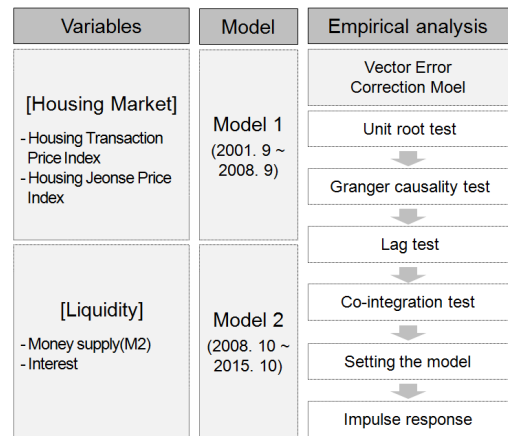 Variables
Model
Empirical analysis
[Housing Market]
- Housing Transaction
Price Index
- Housing Jeonse Price
Index
[Liquidity]
- Money supply(M2)
- Interest
Model 1
(2001. 9 ~
2008. 9)
Model 2
(2008. 10 ~
2015. 10)
Vector Error
Correction Moel
Unit root test
Granger causality test
Lag test
Co-integration test
Setting the model
Impulse response